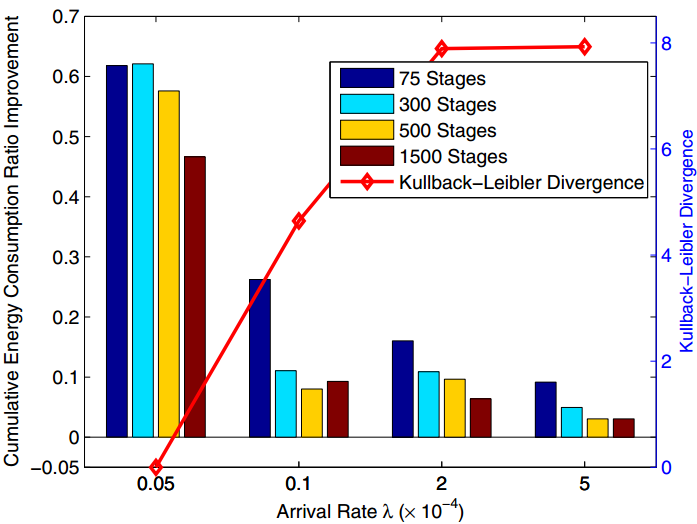 Cumulative Energy Consumption Ratio Improvement
0.7
0.6
0.5
0.4
0.3
0.2
0.1
0
−0.05
75 Stages
300 Stages
500 Stages
1500 Stages
Kullback−Leibler Divergence
8
6
4
2
0
Kullback−Leibler Divergence
0.05 0.1 2 5
Arrival Rate λ (× 10⁻⁴)